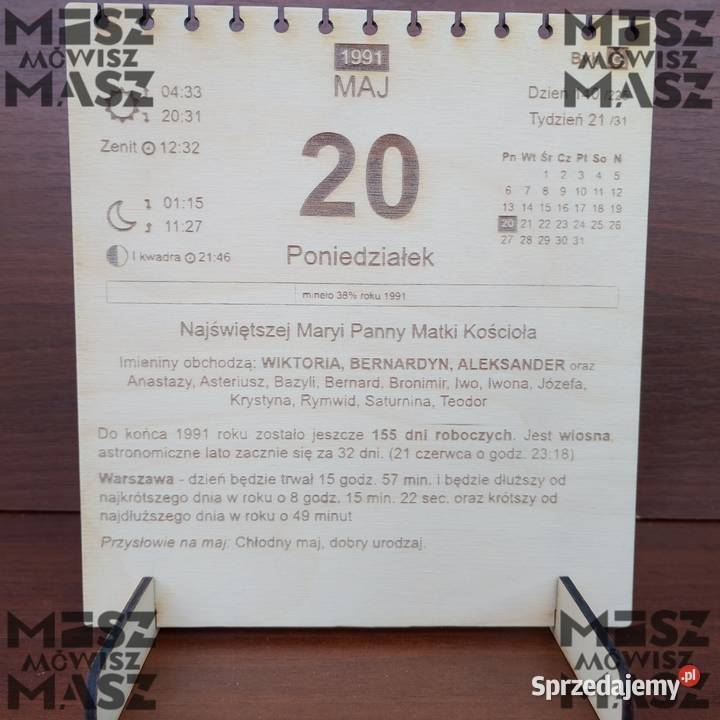 MASZ
MÓWISZ
MASZ
MASZ
MÓWISZ
MASZ
1991
MAJ
20
Poniedziałek
04:33
20:31
Zenit 12:32
01:15
11:27
I kwadra 21:46
Dzień
Tydzień 21 /31
Pn Wt Śr Cz Pt So N
1 2 3 4 5
6 7 8 9 10 11 12
13 14 15 16 17 18 19
20 21 22 23 24 25 26
27 28 29 30 31
minęło 38% roku 1991
Najświętszej Maryi Panny Matki Kościoła
Imieniny obchodzą: WIKTORIA, BERNARDYN, ALEKSANDER oraz
Anastazy, Asteriusz, Bazyli, Bernard, Bronimir, Iwo, Iwona, Józefa,
Krystyna, Rymwid, Saturnina, Teodor
Do końca 1991 roku zostało jeszcze 155 dni roboczych. Jest wiosna,
astronomiczne lato zacznie się za 32 dni. (21 czerwca o godz. 23:18)
Warszawa - dzień będzie trwał 15 godz. 57 min. i będzie dłuższy od
najkrótszego dnia w roku o 8 godz. 15 min. 22 sec. oraz krótszy od
najdłuższego dnia w roku o 49 minut
Przysłowie na maj: Chłodny maj, dobry urodzaj.
MASZ
MÓWISZ
MASZ
MASZ
MÓWISZ
MASZ
Sprzedajemy.pl